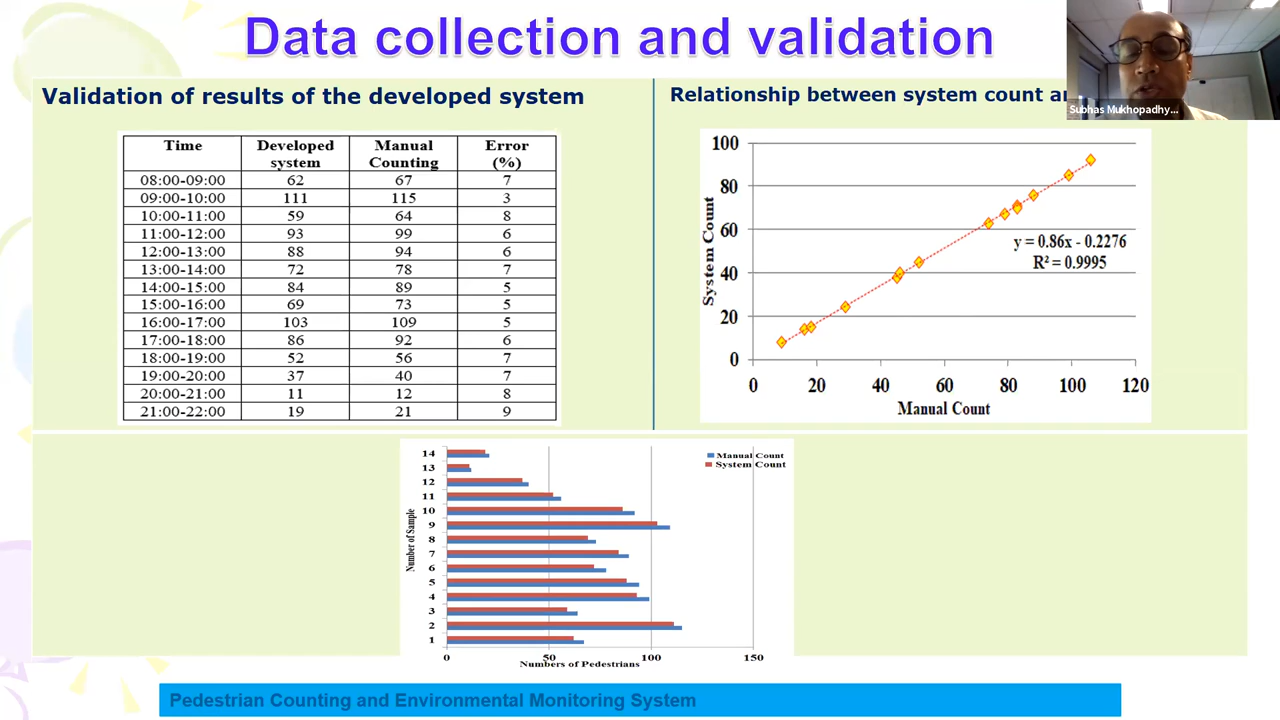 Data collection and validation
Subhas Mukhopadhy...
Validation of results of the developed system
Relationship between system count
Time Developed system Manual Counting Error (%)
08:00-09:00 62 67 7
09:00-10:00 111 115 3
10:00-11:00 59 64 8
11:00-12:00 93 99 6
12:00-13:00 88 94 6
13:00-14:00 72 78 7
14:00-15:00 84 89 5
15:00-16:00 69 73 5
16:00-17:00 103 109 5
17:00-18:00 86 92 6
18:00-19:00 52 56 7
19:00-20:00 37 40 7
20:00-21:00 11 12 8
21:00-22:00 19 21 9
System Count
100
80
60
40
20
0
y = 0.86x - 0.2276
R² = 0.9995
0 20 40 60 80 100 120
Manual Count
Manual Count
System Count
Number of Sample
14
13
12
11
10
9
8
7
6
5
4
3
2
1
0 50 100 150
Numbers of Pedestrians
Pedestrian Counting and Environmental Monitoring System